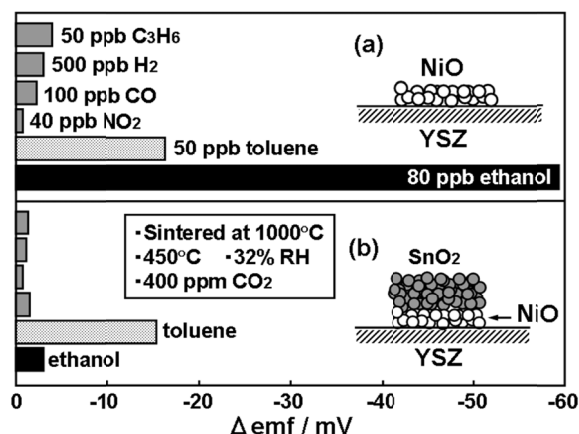 50 ppb C₃H₆
(a)
500 ppb H₂
NiO
100 ppb CO
40 ppb NO₂
YSZ
50 ppb toluene
80 ppb ethanol
·Sintered at 1000°C
·450°C ·32% RH
·400 ppm CO₂
(b)
SnO₂
NiO
toluene
YSZ
ethanol
0 -10 -20 -30 -40 -50 -60
Δemf / mV